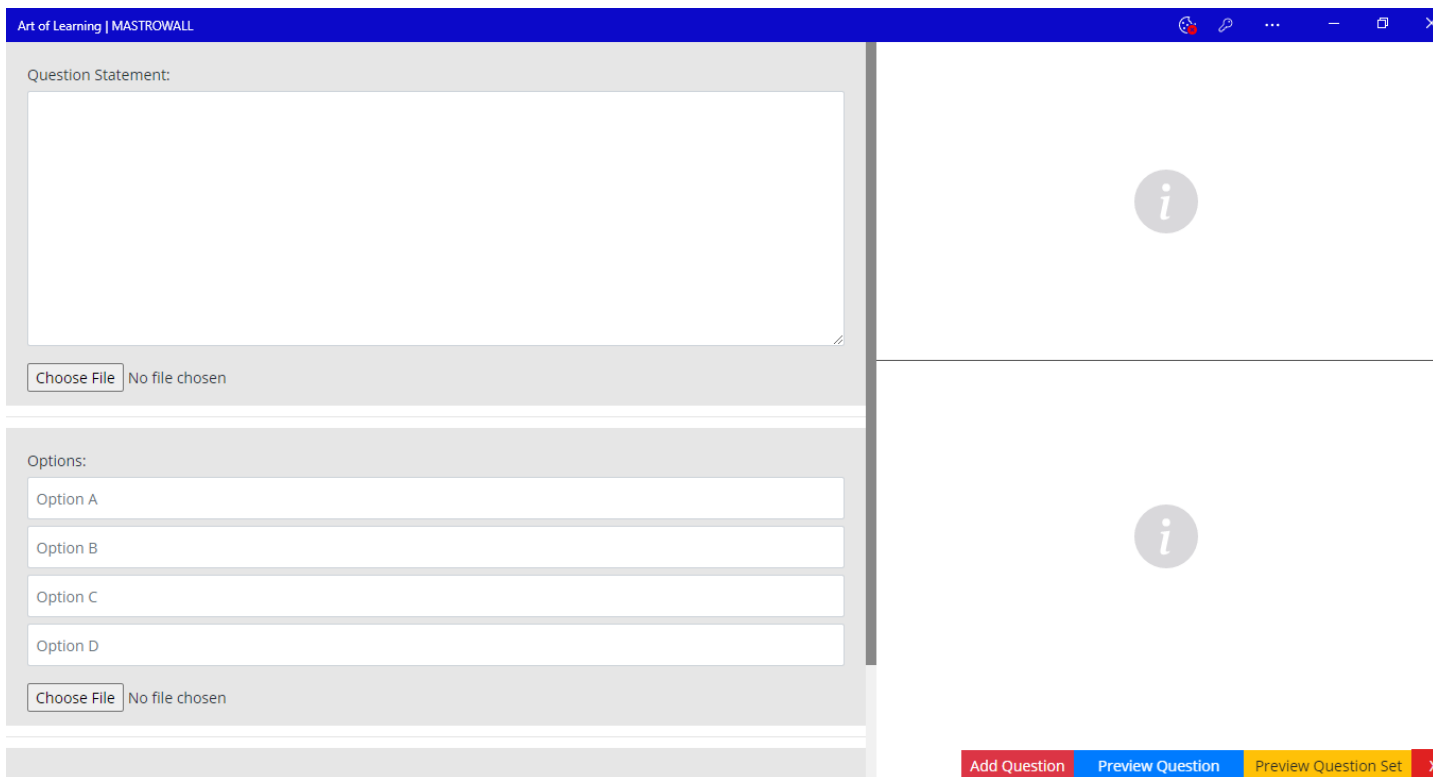 Art of Learning | MASTROWALL
Question Statement:
Choose File No file chosen
Options:
Option A
Option B
Option C
Option D
Choose File No file chosen
Add Question Preview Question Preview Question Set